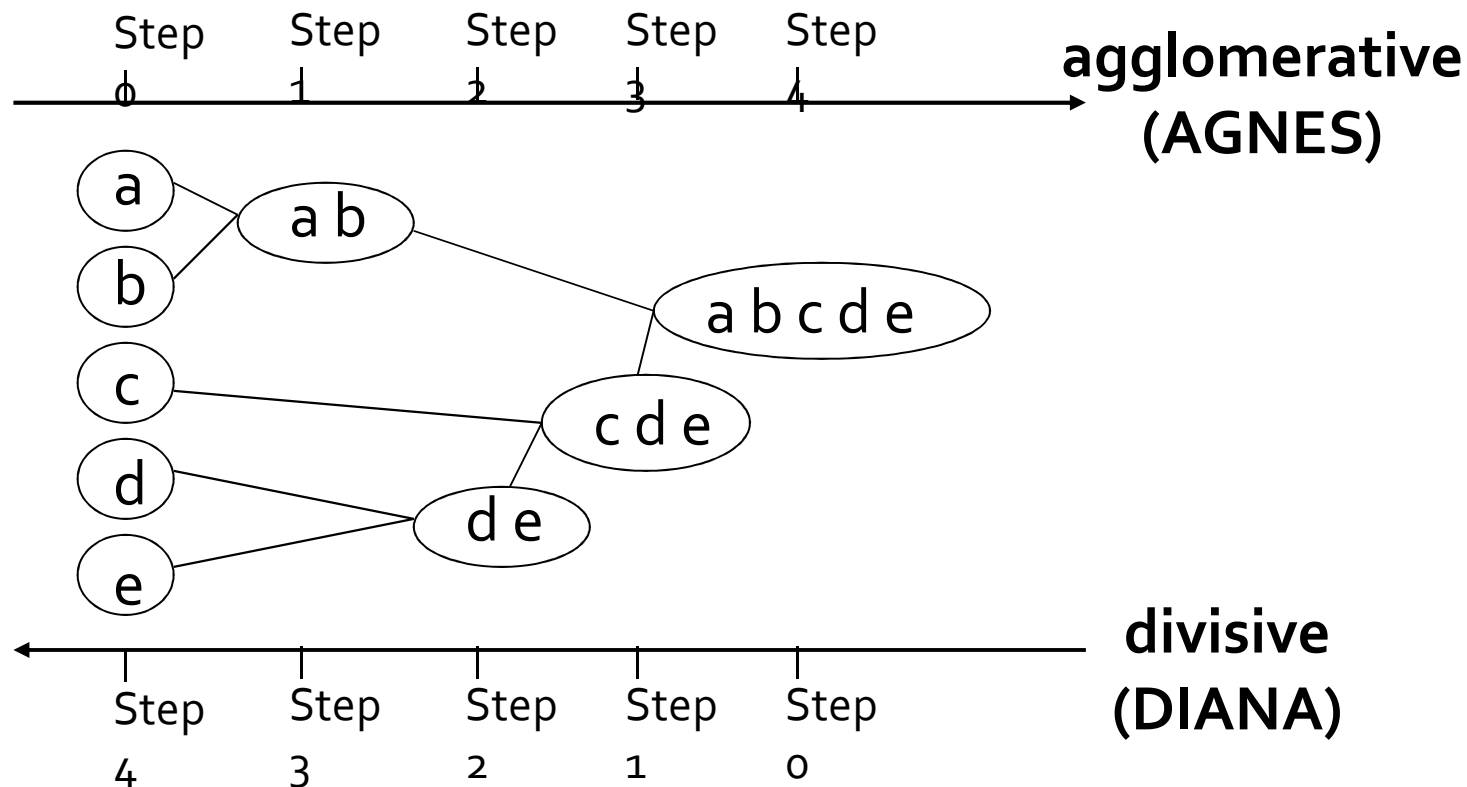 Step Step Step Step Step
0 1 2 3 4
agglomerative
(AGNES)
a
a b
b
a b c d e
c
c d e
d
d e
e
divisive
(DIANA)
Step Step Step Step Step
4 3 2 1 0